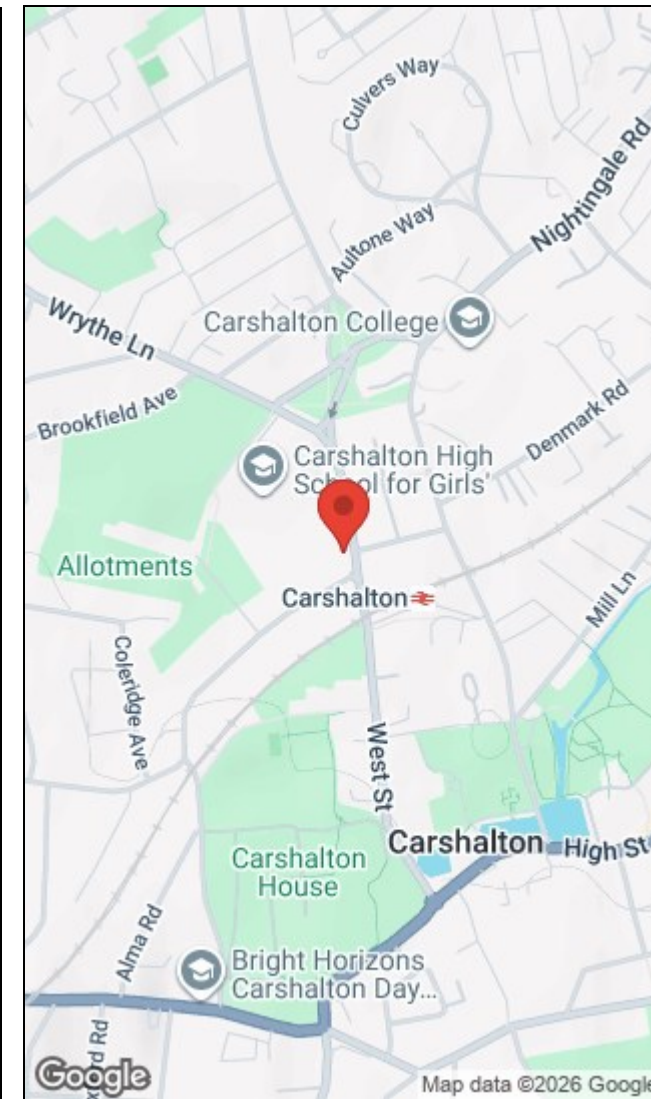 Culvers Way
Nightingale Rd
Aultone Way
Carshalton College
Wrythe Ln
Brookfield Ave
Denmark Rd
Carshalton High
School for Girls'
Allotments
Carshalton
Mill Ln
Coleridge Ave
West St
Carshalton
High St
Carshalton
House
Alma Rd
Bright Horizons
Carshalton Day...
Rd
Google
Map data ©2026 Google